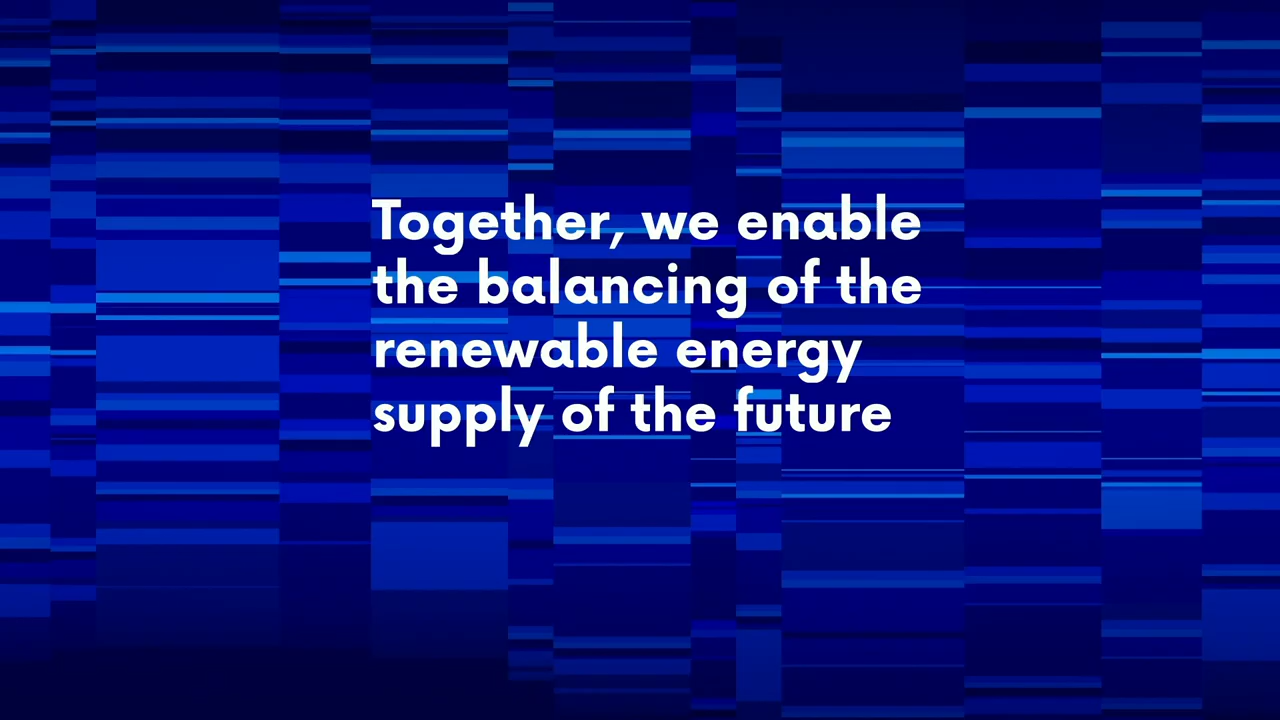 Together, we enable
the balancing of the
renewable energy
supply of the future